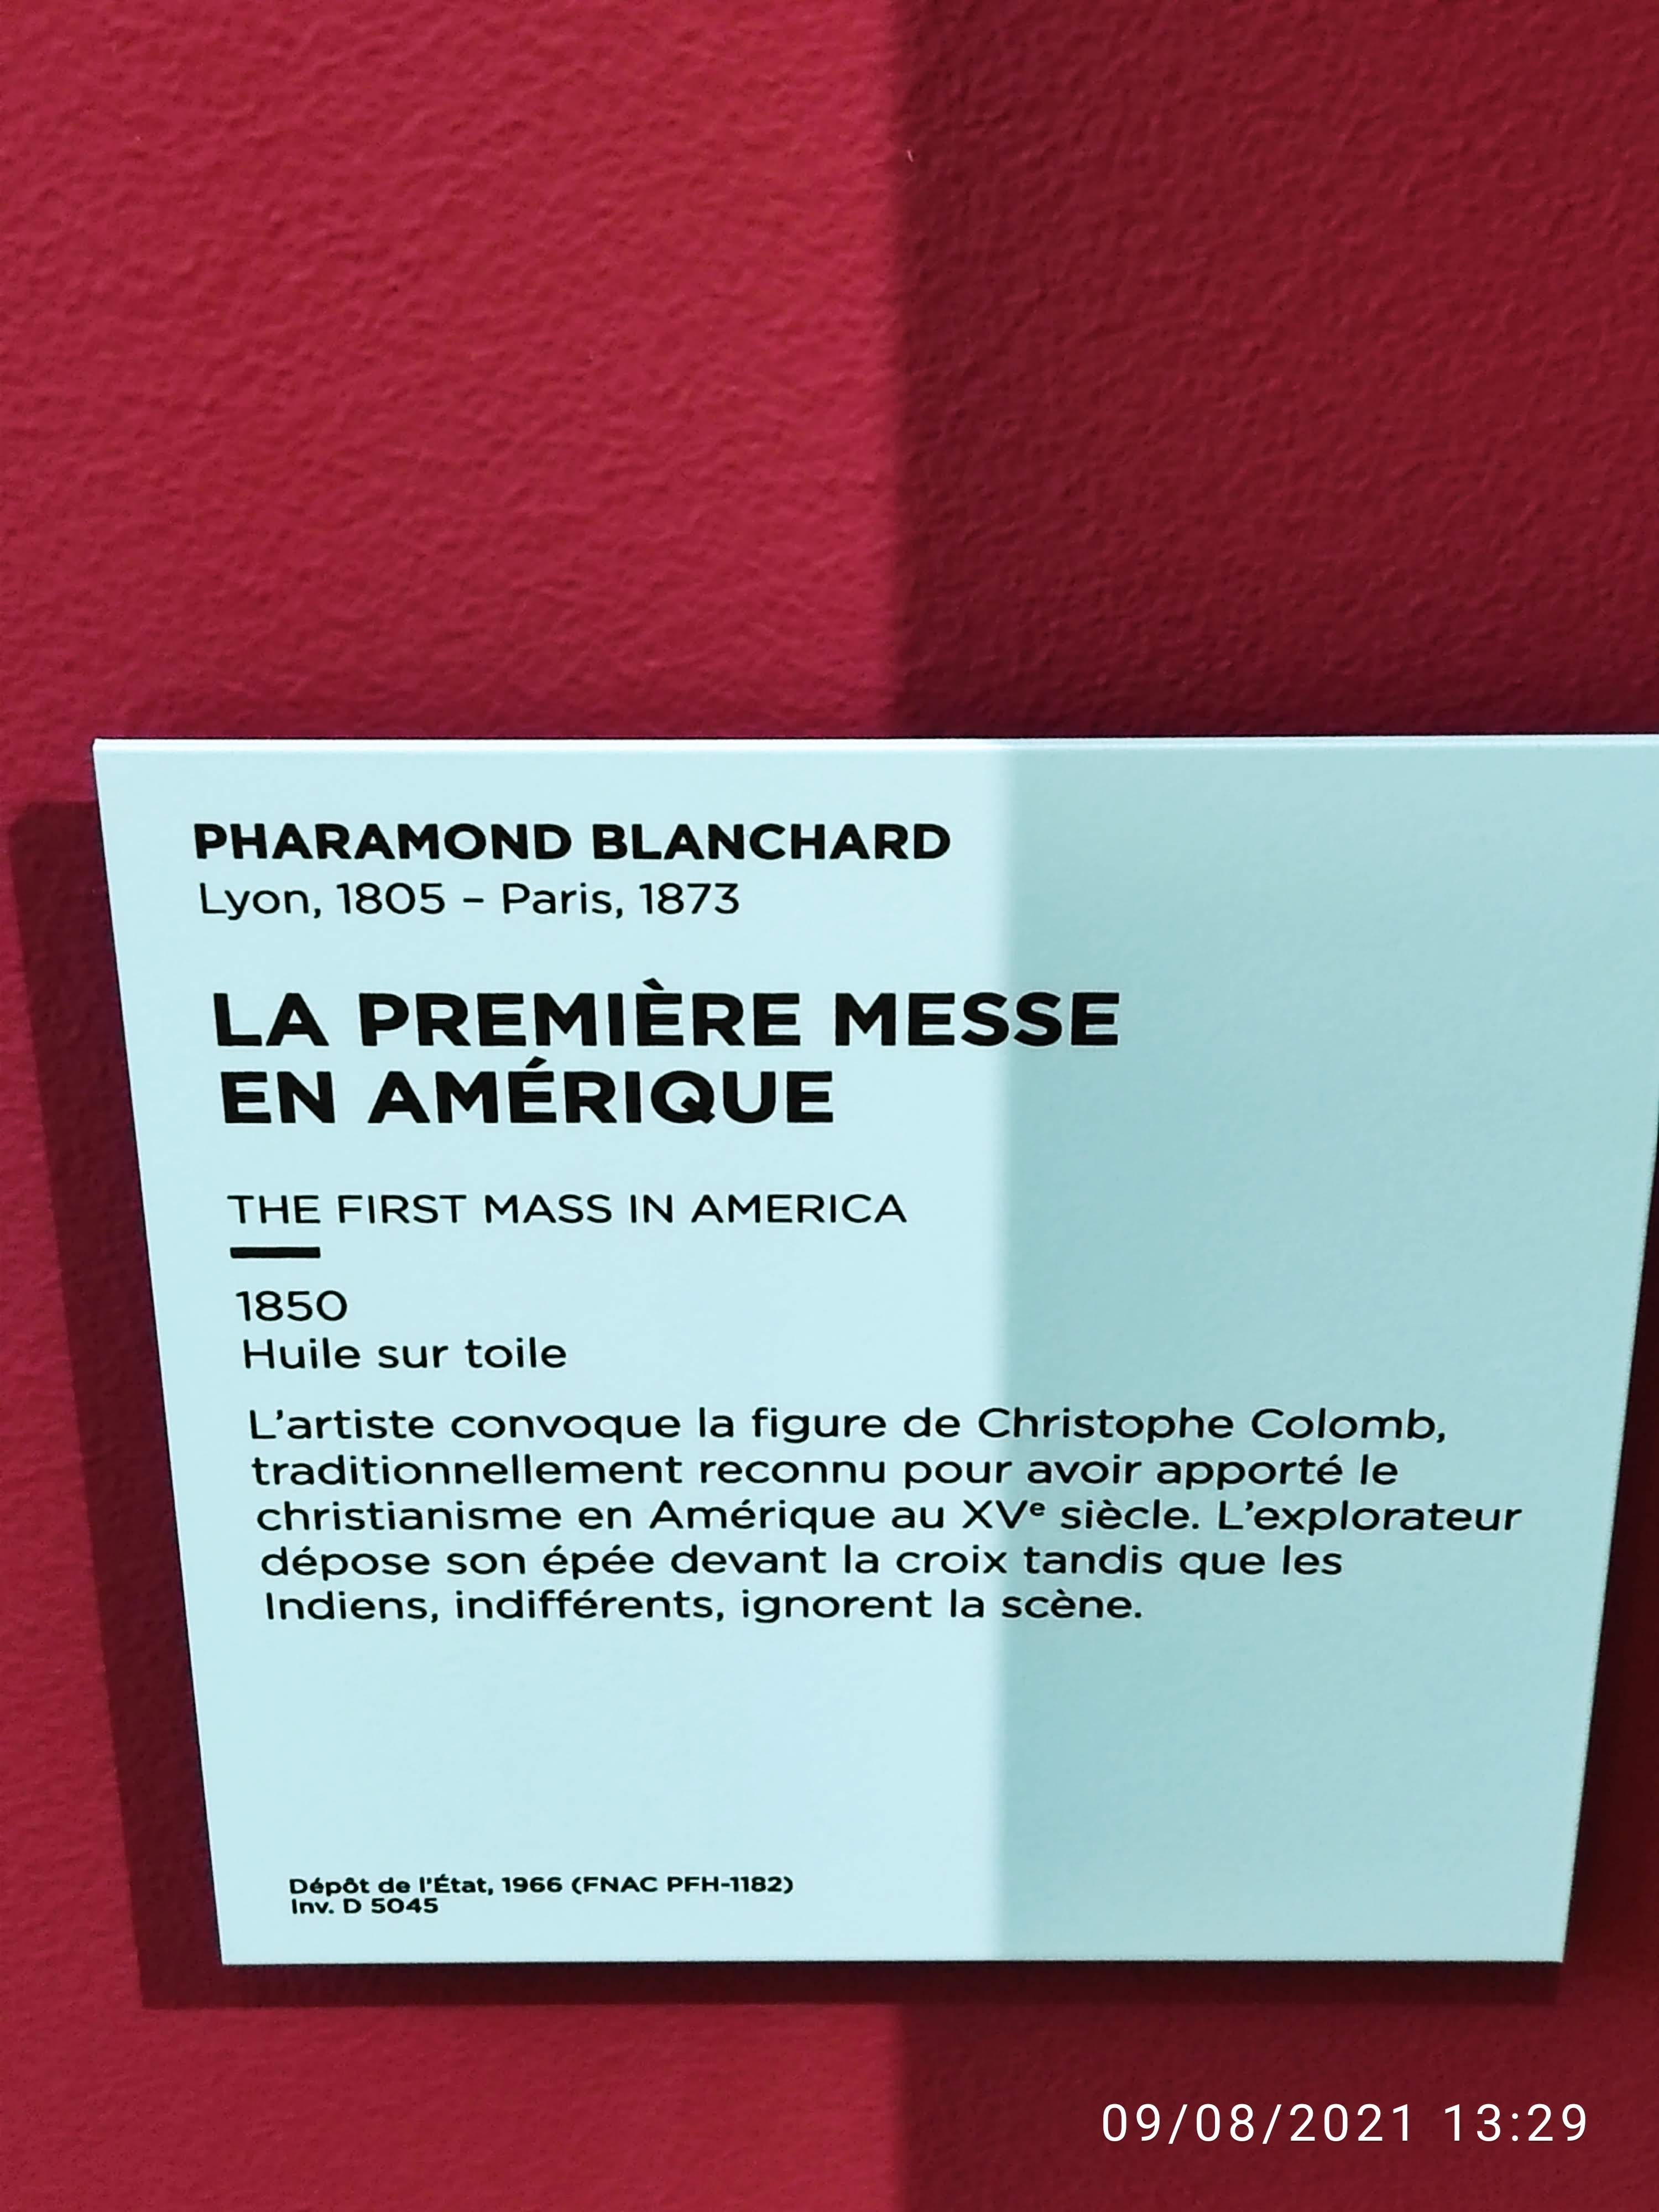 PHARAMOND BLANCHARD
Lyon, 1805 – Paris, 1873
LA PREMIÈRE MESSE
EN AMÉRIQUE
THE FIRST MASS IN AMERICA
1850
Huile sur toile
L'artiste convoque la figure de Christophe Colomb,
traditionnellement reconnu pour avoir apporté le
christianisme en Amérique au XVᵉ siècle. L'explorateur
dépose son épée devant la croix tandis que les
Indiens, indifférents, ignorent la scène.
Dépôt de l'État, 1966 (FNAC PFH-1182)
Inv. D 5045
09/08/2021 13:29